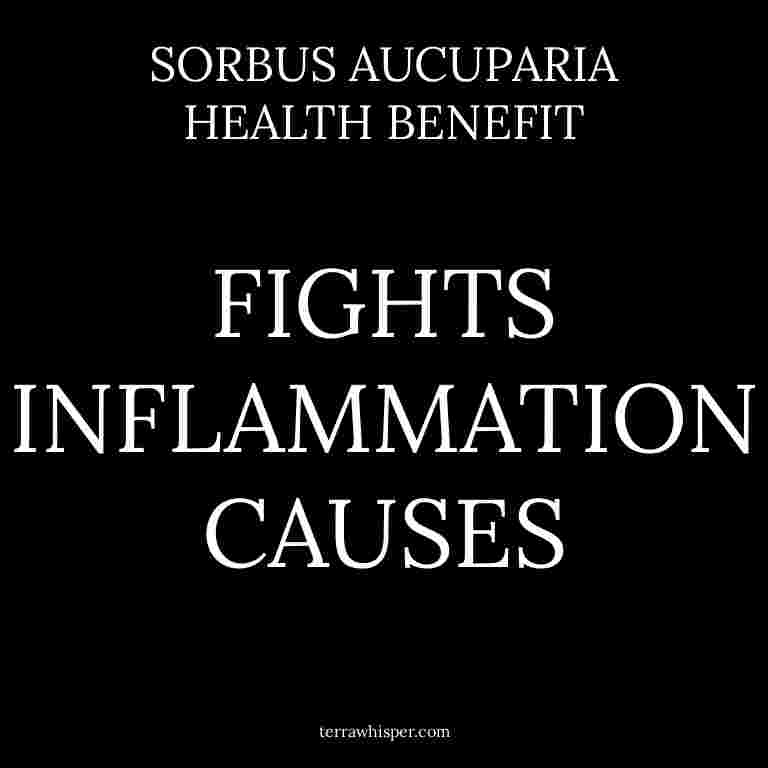 SORBUS AUCUPARIA
HEALTH BENEFIT
FIGHTS
INFLAMMATION
CAUSES
terrawhisper.com